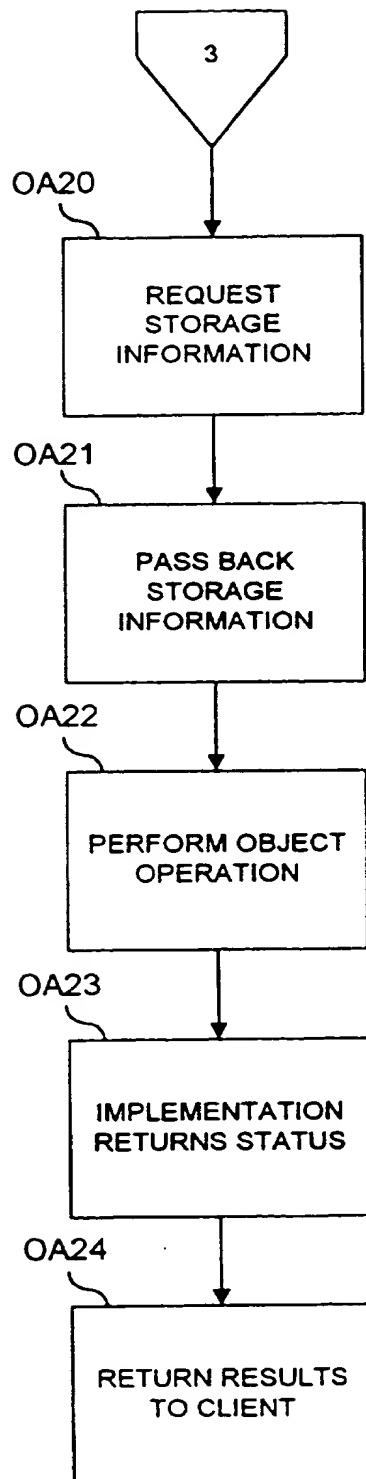 3
OA20
REQUEST
STORAGE
INFORMATION
OA21
PASS BACK
STORAGE
INFORMATION
OA22
PERFORM OBJECT
OPERATION
OA23
IMPLEMENTATION
RETURNS STATUS
OA24
RETURN RESULTS
TO CLIENT